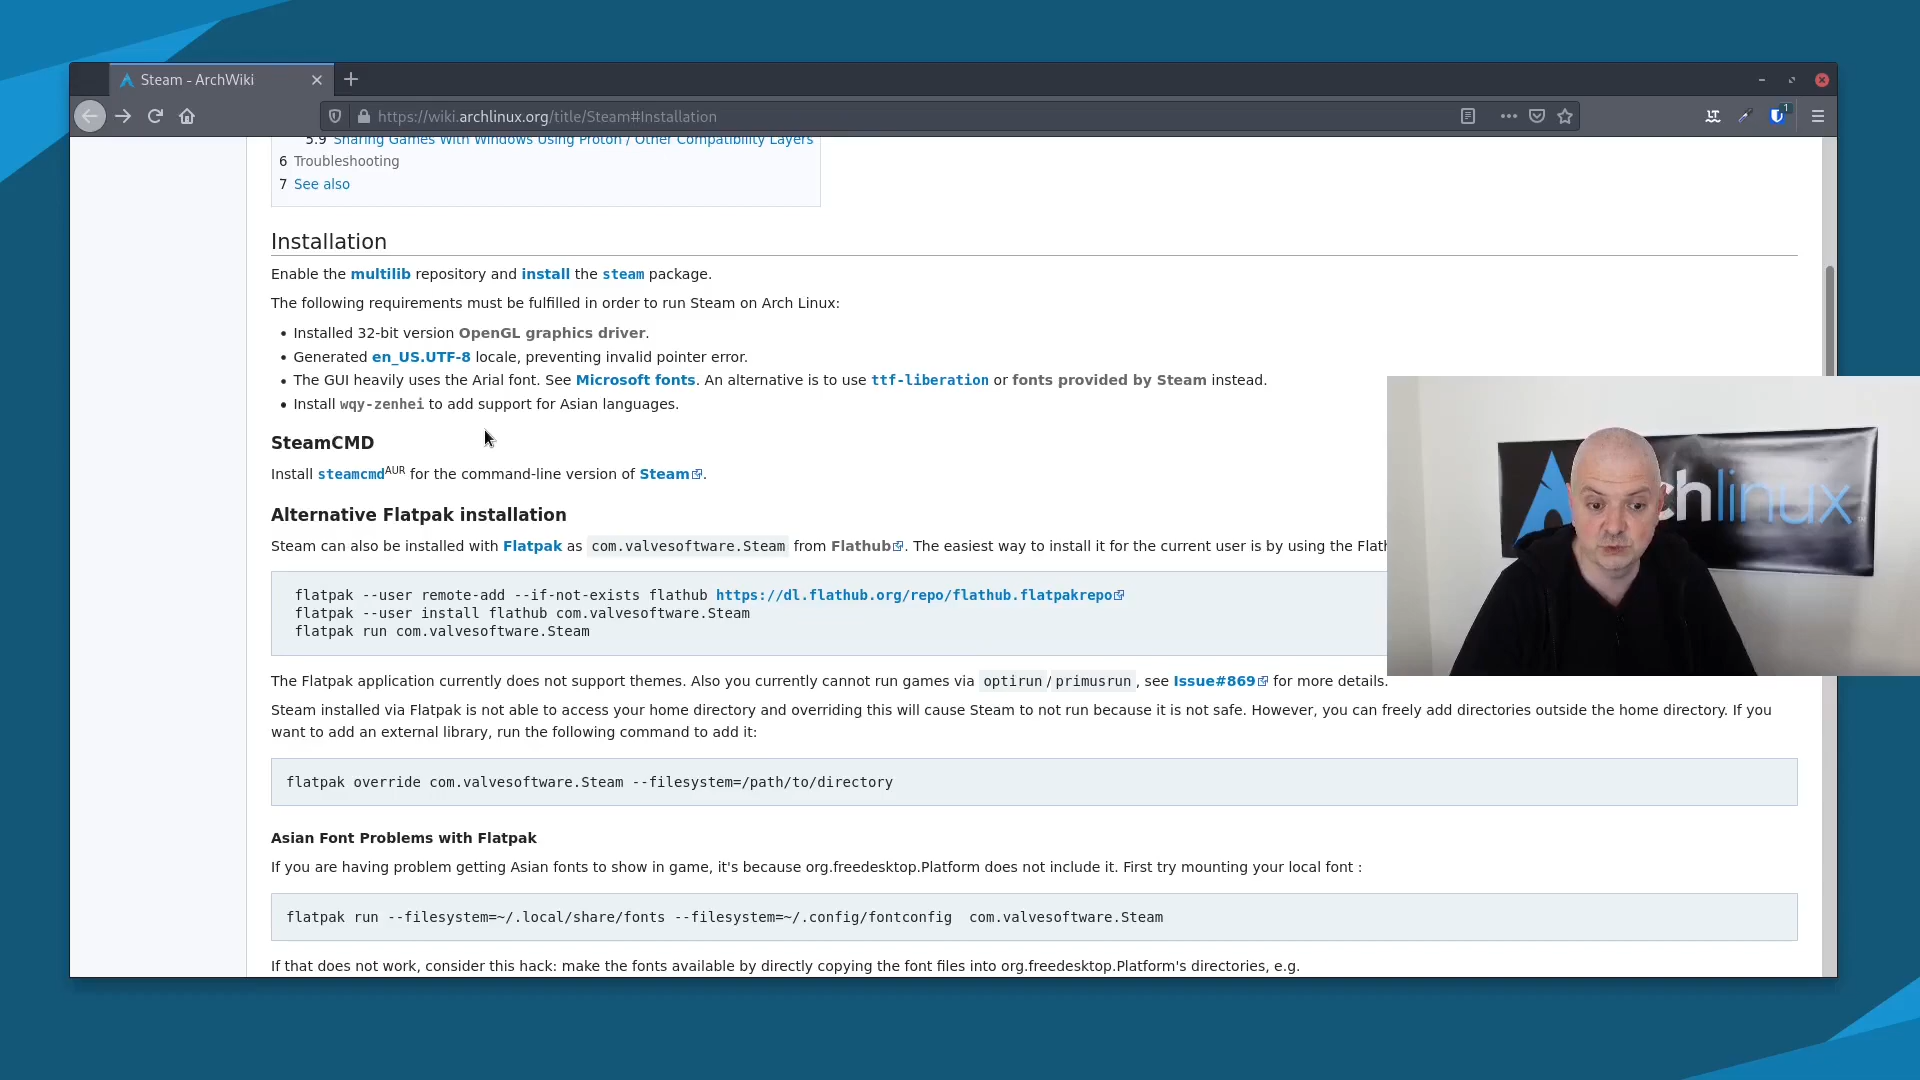 Steam - ArchWiki
https://wiki.archlinux.org/title/Steam#Installation
1
5.9 Sharing Games With Windows Using Proton / Other Compatibility Layers
6 Troubleshooting
7 See also
Installation
Enable the multilib repository and install the steam package.
The following requirements must be fulfilled in order to run Steam on Arch Linux:
• Installed 32-bit version OpenGL graphics driver.
• Generated en_US.UTF-8 locale, preventing invalid pointer error.
• The GUI heavily uses the Arial font. See Microsoft fonts. An alternative is to use ttf-liberation or fonts provided by Steam instead.
• Install wqy-zenhei to add support for Asian languages.
SteamCMD
Install steamcmdAUR for the command-line version of Steam.
Alternative Flatpak installation
Steam can also be installed with Flatpak as com.valvesoftware.Steam from Flathub. The easiest way to install it for the current user is by using the Flath
flatpak --user remote-add --if-not-exists flathub https://dl.flathub.org/repo/flathub.flatpakrepo
flatpak --user install flathub com.valvesoftware.Steam
flatpak run com.valvesoftware.Steam
The Flatpak application currently does not support themes. Also you currently cannot run games via optirun/primusrun, see Issue#869 for more details.
Steam installed via Flatpak is not able to access your home directory and overriding this will cause Steam to not run because it is not safe. However, you can freely add directories outside the home directory. If you
want to add an external library, run the following command to add it:
flatpak override com.valvesoftware.Steam --filesystem=/path/to/directory
Asian Font Problems with Flatpak
If you are having problem getting Asian fonts to show in game, it's because org.freedesktop.Platform does not include it. First try mounting your local font :
flatpak run --filesystem=~/.local/share/fonts --filesystem=~/.config/fontconfig  com.valvesoftware.Steam
If that does not work, consider this hack: make the fonts available by directly copying the font files into org.freedesktop.Platform's directories, e.g.
chlinux